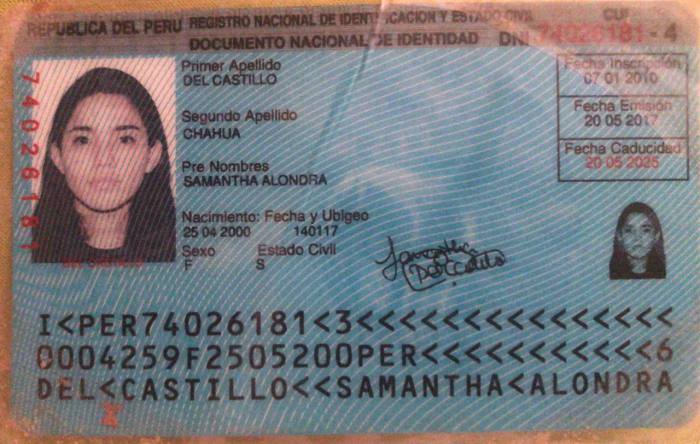 REPUBLICA DEL PERU REGISTRO NACIONAL DE IDENTIFICACION Y ESTADO CIVIL CUI
DOCUMENTO NACIONAL DE IDENTIDAD DNI 74026181 - 4
Primer Apellido
DEL CASTILLO
Segundo Apellido
CHAHUA
Pre Nombres
SAMANTHA ALONDRA
Nacimiento: Fecha y Ubigeo
25 04 2000 140117
Sexo Estado Civil
F S
Fecha Inscripción
07 01 2010
Fecha Emisión
20 05 2017
Fecha Caducidad
20 05 2025
74026181
DEL CASTILLO
Samantha
Del Castillo
I<PER74026181<3<<<<<<<<<<<<<<<
0004259F2505200PER<<<<<<<<<<<6
DEL<CASTILLO<<SAMANTHA<ALONDRA